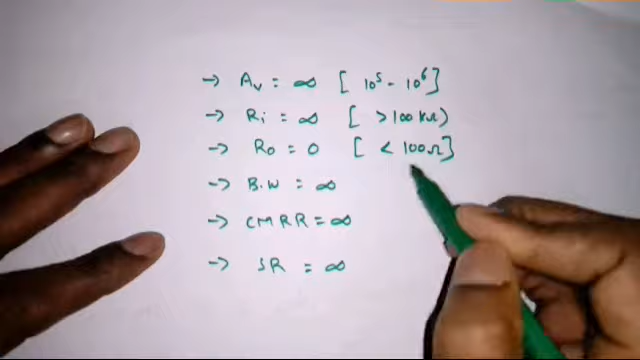 → Av = ∞ [ 10⁵ - 10⁶ ]
→ Ri = ∞ [ >100 kΩ )
→ Ro = 0 [ < 100Ω ]
→ B.W = ∞
→ CMRR = ∞
→ SR = ∞